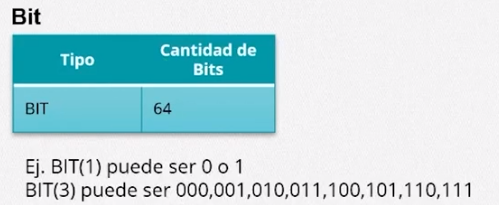 Bit
Tipo
Cantidad de
Bits
BIT
64
Ej. BIT(1) puede ser 0 o 1
BIT(3) puede ser 000,001,010,011,100,101,110,111